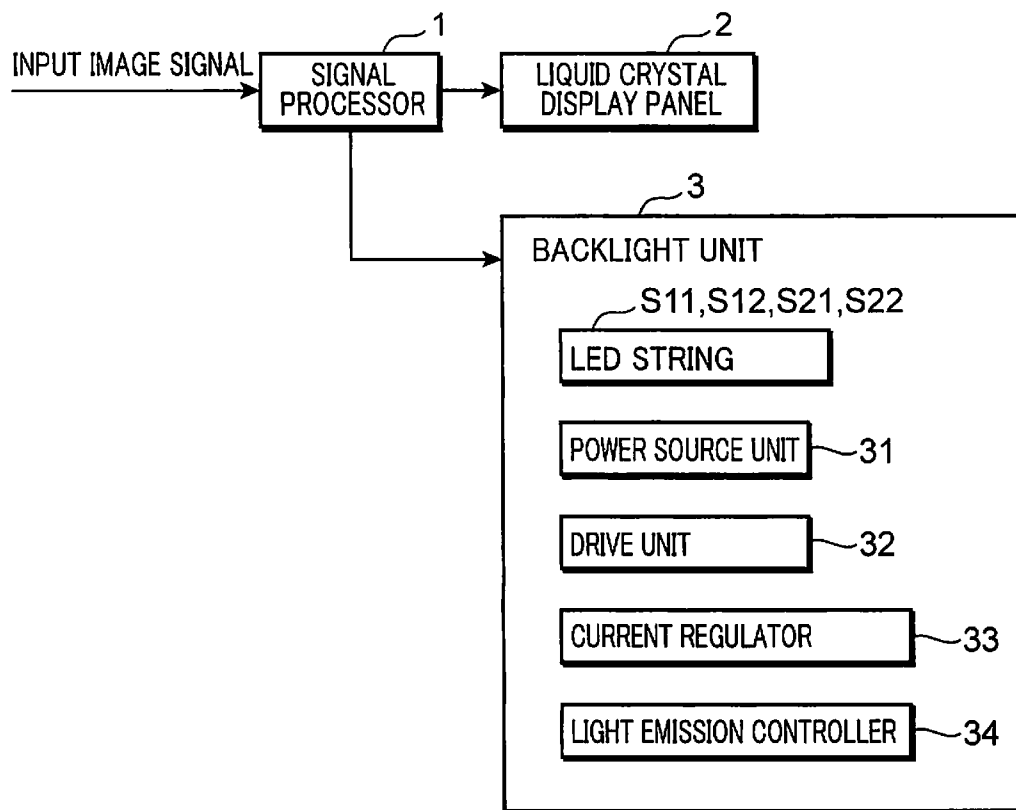 1
2
INPUT IMAGE SIGNAL
SIGNAL
PROCESSOR
LIQUID CRYSTAL
DISPLAY PANEL
3
BACKLIGHT UNIT
S11,S12,S21,S22
LED STRING
POWER SOURCE UNIT
31
DRIVE UNIT
32
CURRENT REGULATOR
33
LIGHT EMISSION CONTROLLER
34